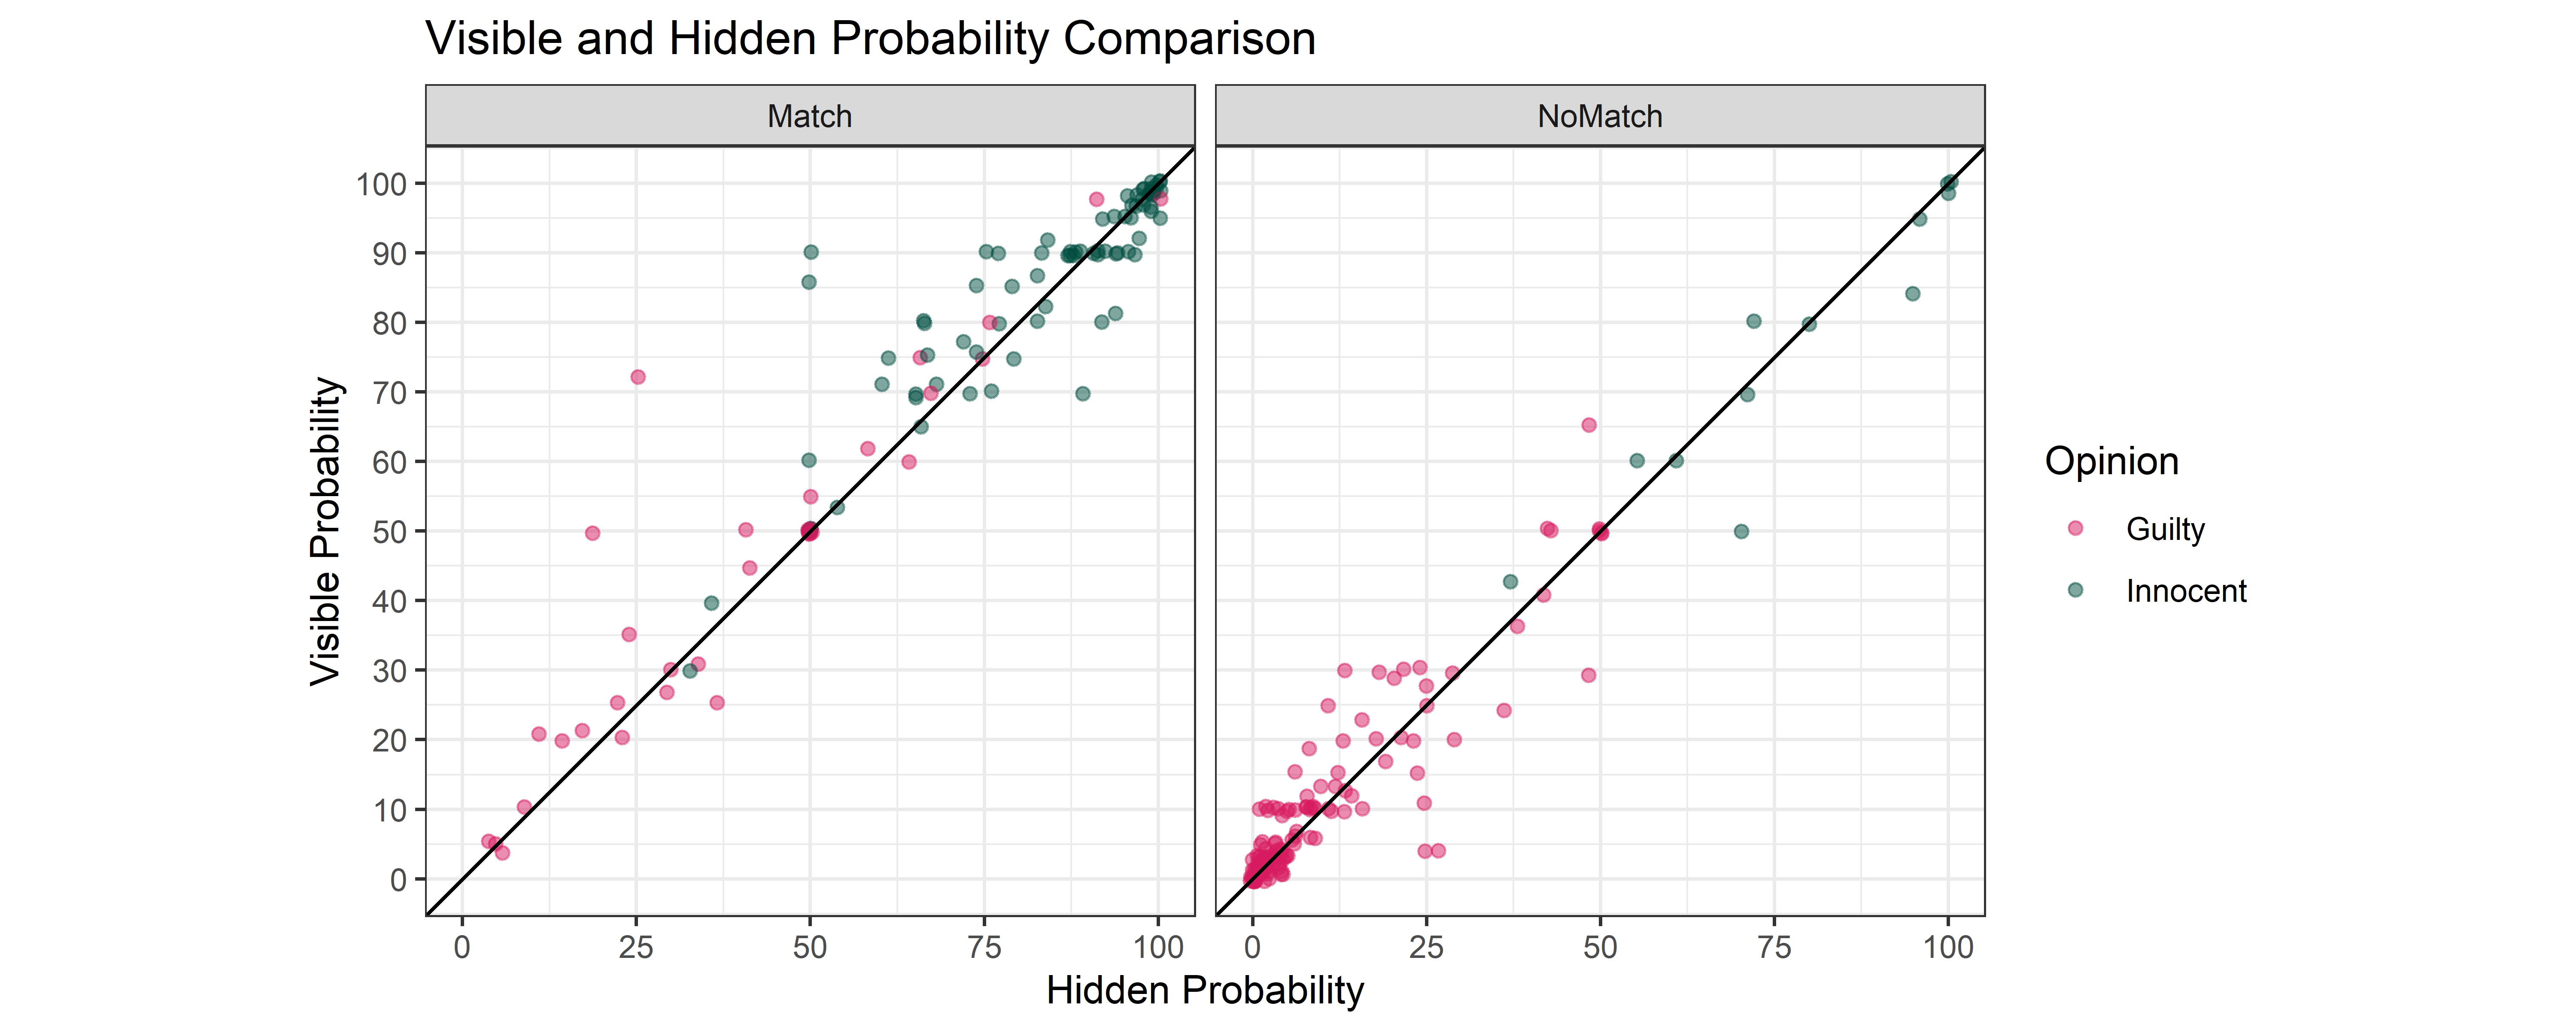 Visible and Hidden Probability Comparison
Match
NoMatch
Visible Probability
100
90
80
70
60
50
40
30
20
10
0
0 25 50 75 100
0 25 50 75 100
Hidden Probability
Opinion
Guilty
Innocent